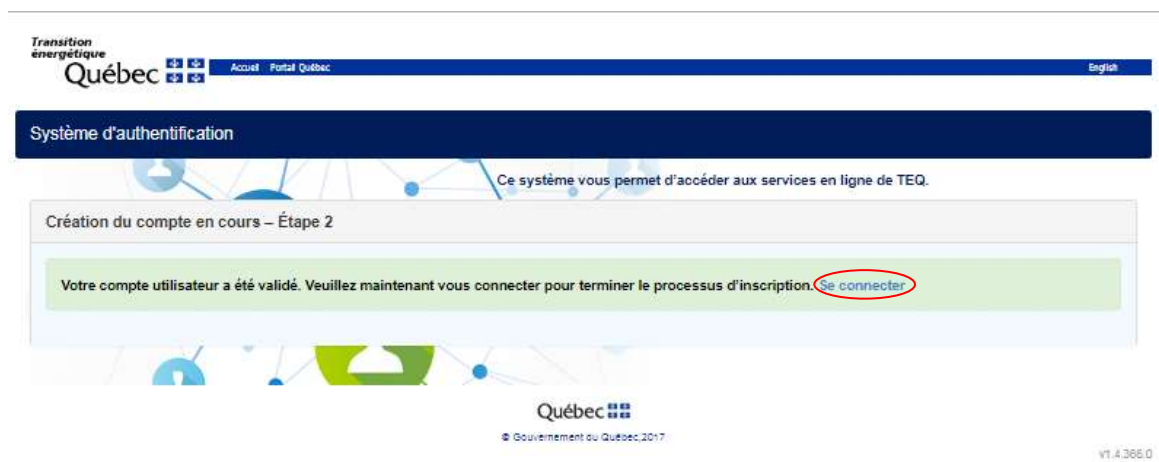 Transition
énergétique
Québec
Accueil Portail Québec English
Système d'authentification
Ce système vous permet d'accéder aux services en ligne de TEQ.
Création du compte en cours – Étape 2
Votre compte utilisateur a été validé. Veuillez maintenant vous connecter pour terminer le processus d'inscription. Se connecter
Québec
© Gouvernement du Québec,2017
v1.4.366.0